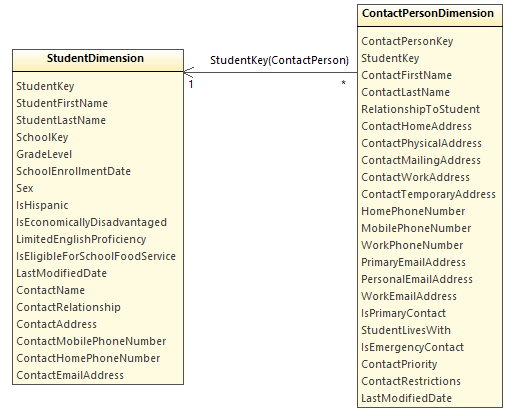 StudentDimension
StudentKey
StudentFirstName
StudentLastName
SchoolKey
GradeLevel
SchoolEnrollmentDate
Sex
IsHispanic
IsEconomicallyDisadvantaged
LimitedEnglishProficiency
IsEligibleForSchoolFoodService
LastModifiedDate
ContactName
ContactRelationship
ContactAddress
ContactMobilePhoneNumber
ContactHomePhoneNumber
ContactEmailAddress
StudentKey(ContactPerson)
1
*
ContactPersonDimension
ContactPersonKey
StudentKey
ContactFirstName
ContactLastName
RelationshipToStudent
ContactHomeAddress
ContactPhysicalAddress
ContactMailingAddress
ContactWorkAddress
ContactTemporaryAddress
HomePhoneNumber
MobilePhoneNumber
WorkPhoneNumber
PrimaryEmailAddress
PersonalEmailAddress
WorkEmailAddress
IsPrimaryContact
StudentLivesWith
IsEmergencyContact
ContactPriority
ContactRestrictions
LastModifiedDate